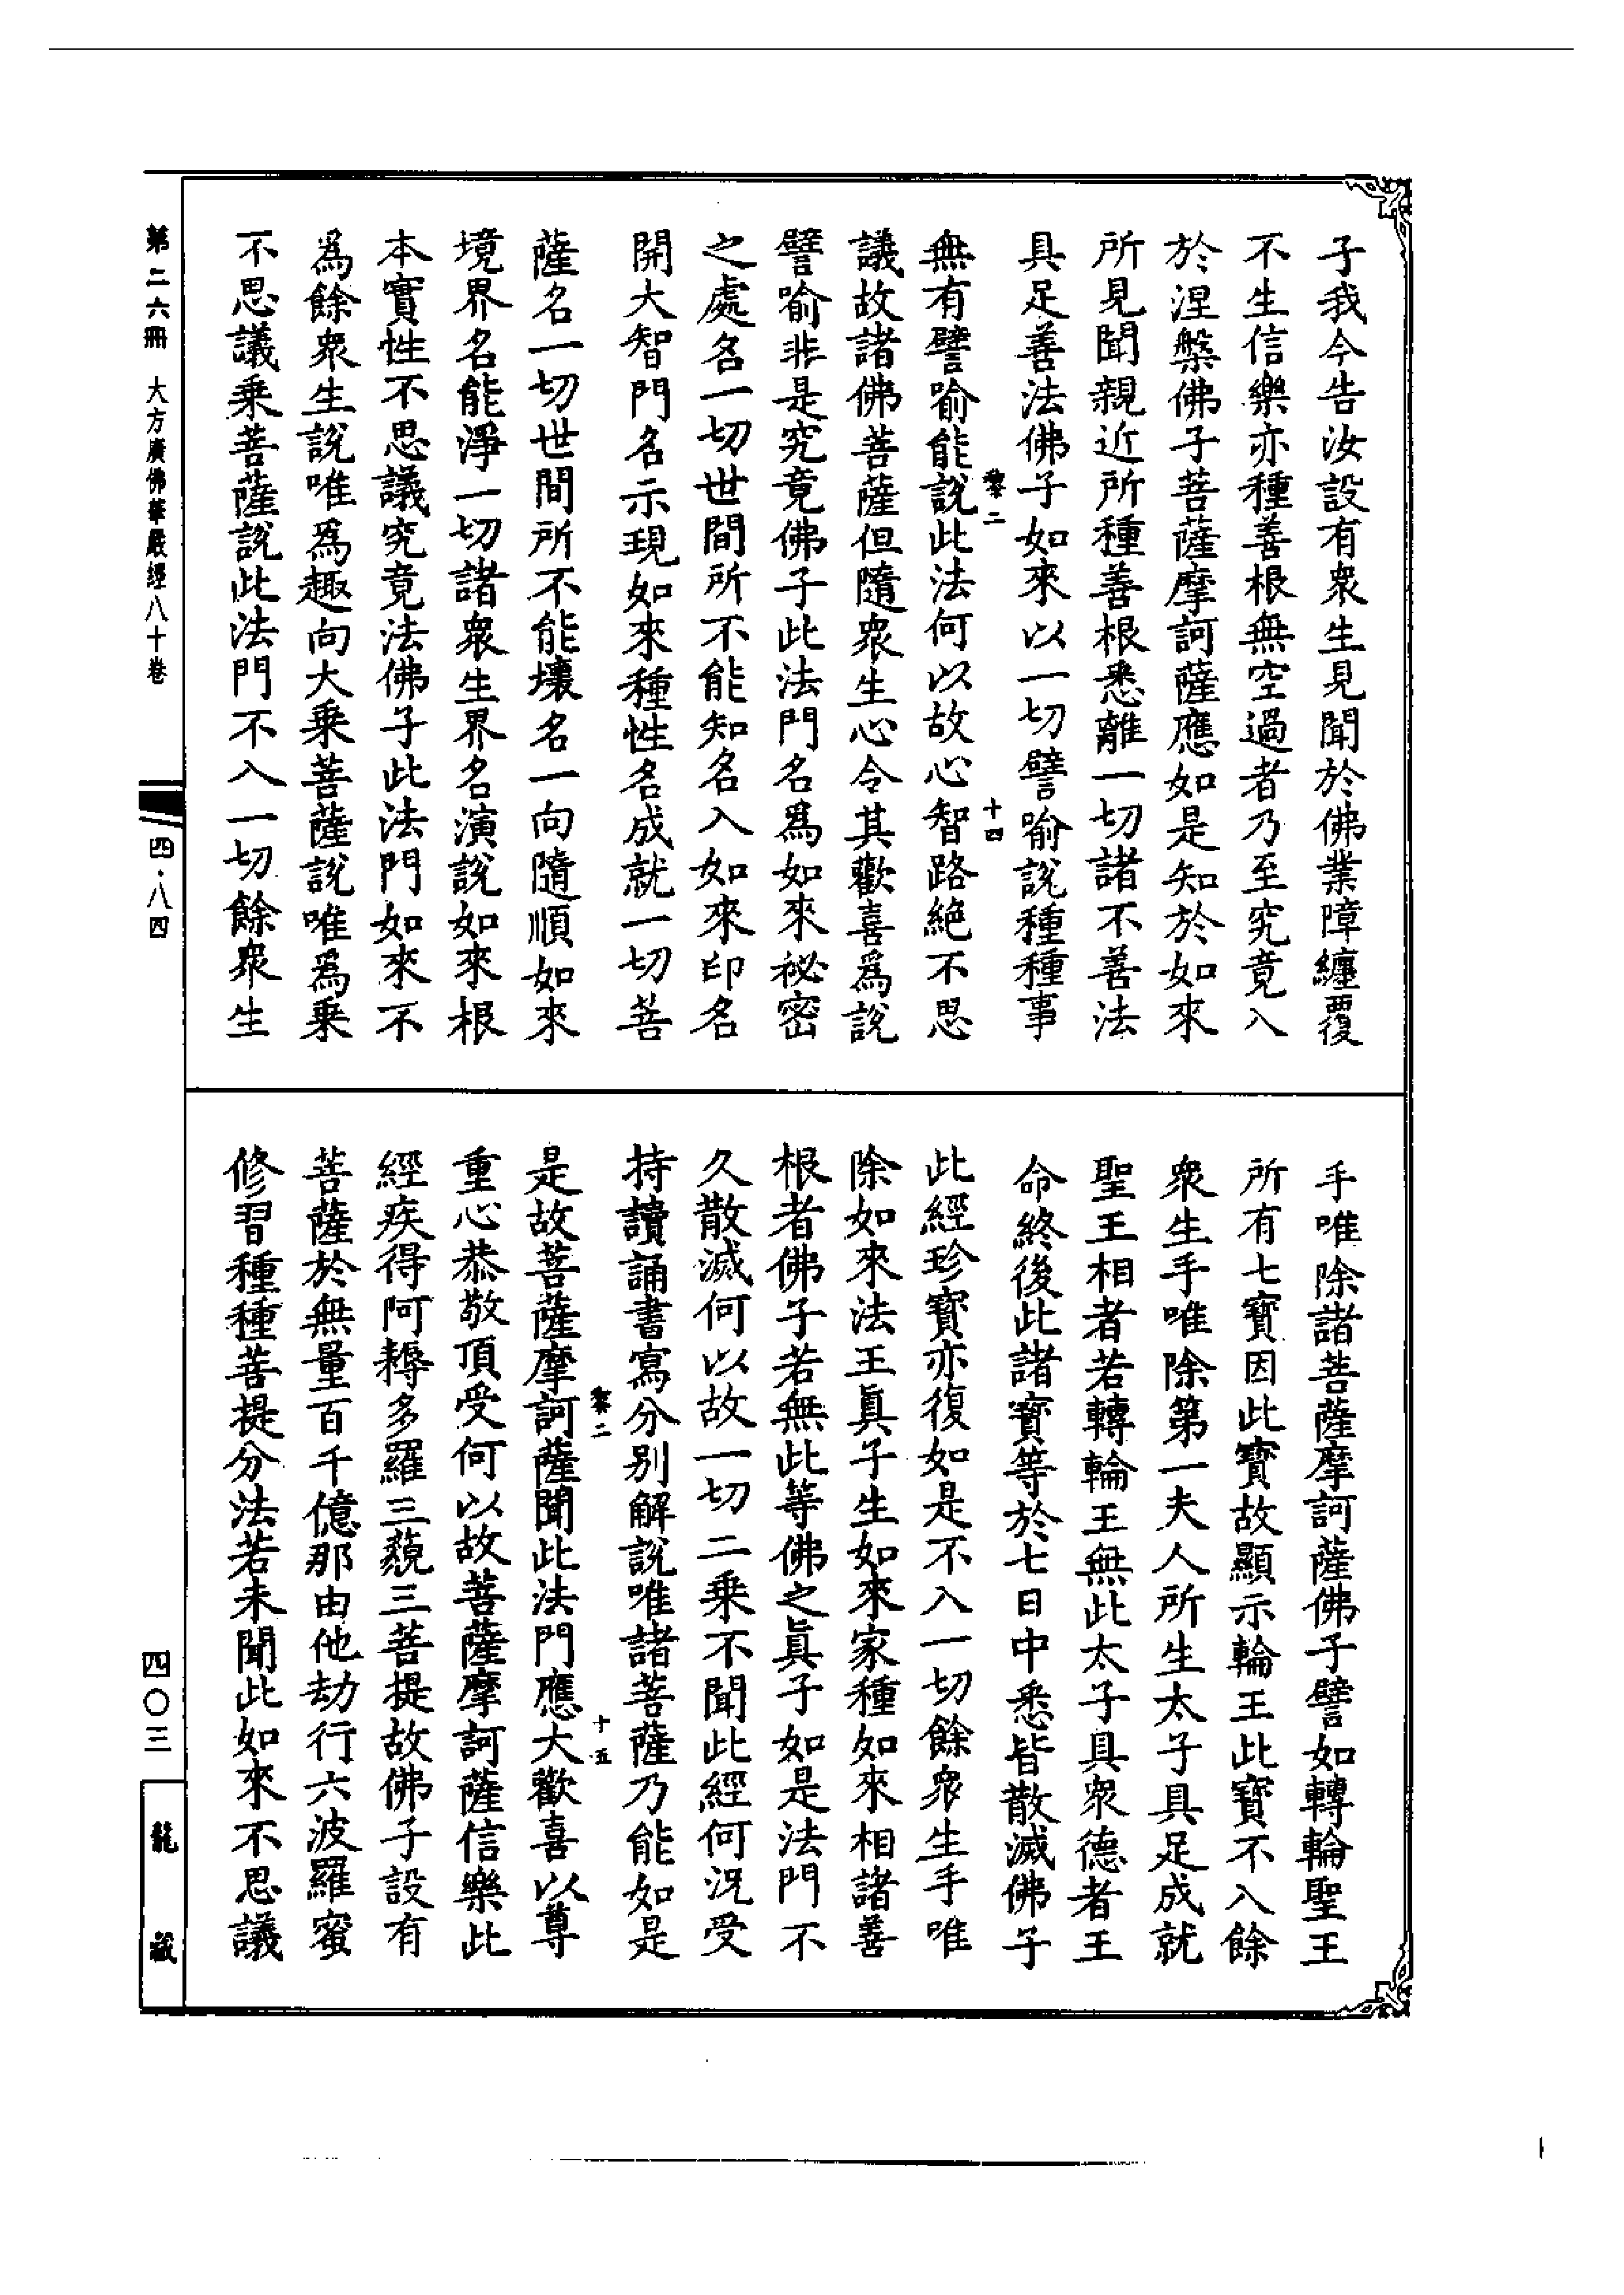 子我今告汝設有衆生見聞於佛業障纏覆
不生信樂亦種善根無空過者乃至究竟入
於涅槃佛子菩薩摩訶薩應如是知於如來
所見聞親近所種善根悉離一切諸不善法
具足善法佛子如來以一切譬喻說種種事
黎二
十四
無有譬喻能說此法何以故心智路絕不思
議故諸佛菩薩但隨衆生心令其歡喜爲說
譬喻非是究竟佛子此法門名爲如來祕密
之處名一切世間所不能知名入如來印名
開大智門名示現如來種性名成就一切菩
薩名一切世間所不能壞名一向隨順如來
境界名能淨一切諸衆生界名演說如來根
本實性不思議究竟法佛子此法門如來不
爲餘衆生說唯爲趣向大乘菩薩說唯爲乘
不思議乘菩薩說此法門不入一切餘衆生
手唯除諸菩薩摩訶薩佛子譬如轉輪聖王
所有七寶因此寶故顯示輪王此寶不入餘
衆生手唯除第一夫人所生太子具足成就
聖王相者若轉輪王無此太子具衆德者王
命終後此諸寶等於七日中悉皆散滅佛子
此經珍寶亦復如是不入一切餘衆生手唯
除如來法王眞子生如來家種如來相諸善
根者佛子若無此等佛之眞子如是法門不
久散滅何以故一切二乘不聞此經何況受
持讀誦書寫分別解說唯諸菩薩乃能如是
黎二
十五
是故菩薩摩訶薩聞此法門應大歡喜以尊
重心恭敬頂受何以故菩薩摩訶薩信樂此
經疾得阿耨多羅三藐三菩提故佛子設有
菩薩於無量百千億那由他劫行六波羅蜜
修習種種菩提分法若未聞此如來不思議
第二六冊 大方廣佛華嚴經八十卷
四·八四
四〇三
龍藏